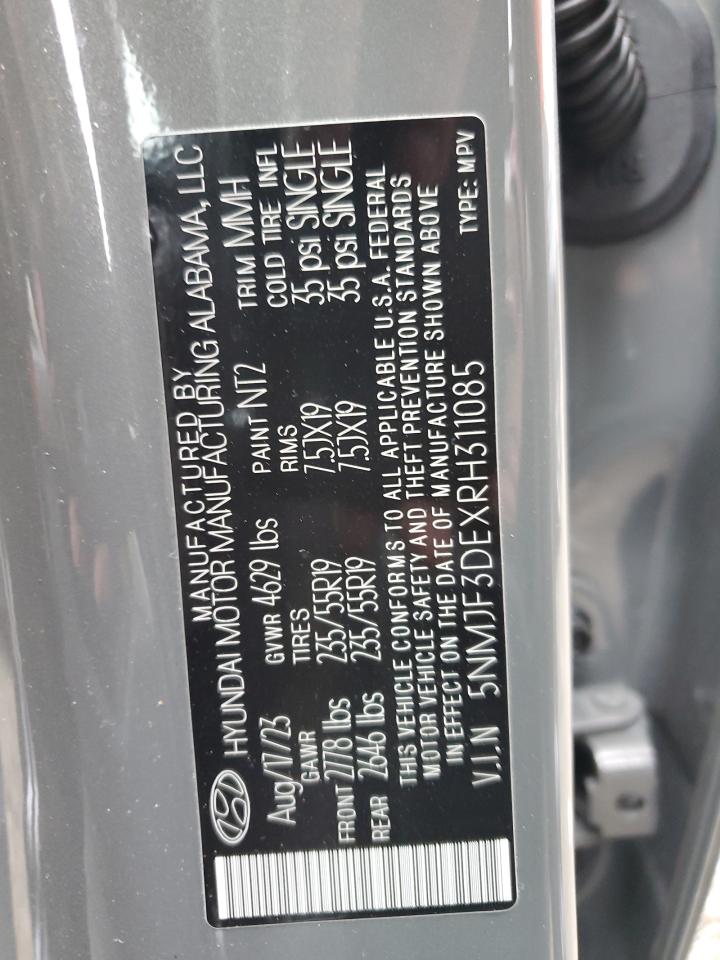 MANUFACTURED BY
HYUNDAI MOTOR MANUFACTURING ALABAMA, LLC
Aug/17/23 GVWR 4629 lbs PAINT NT2 TRIM MMH
GAWR TIRES RIMS COLD TIRE INFL
FRONT 2778 lbs 235/55R19 7.5JX19 35 psi SINGLE
REAR 2646 lbs 235/55R19 7.5JX19 35 psi SINGLE
THIS VEHICLE CONFORMS TO ALL APPLICABLE U.S.A. FEDERAL
MOTOR VEHICLE SAFETY AND THEFT PREVENTION STANDARDS
IN EFFECT ON THE DATE OF MANUFACTURE SHOWN ABOVE
V.I.N 5NMJF3DEXRH311085 TYPE: MPV